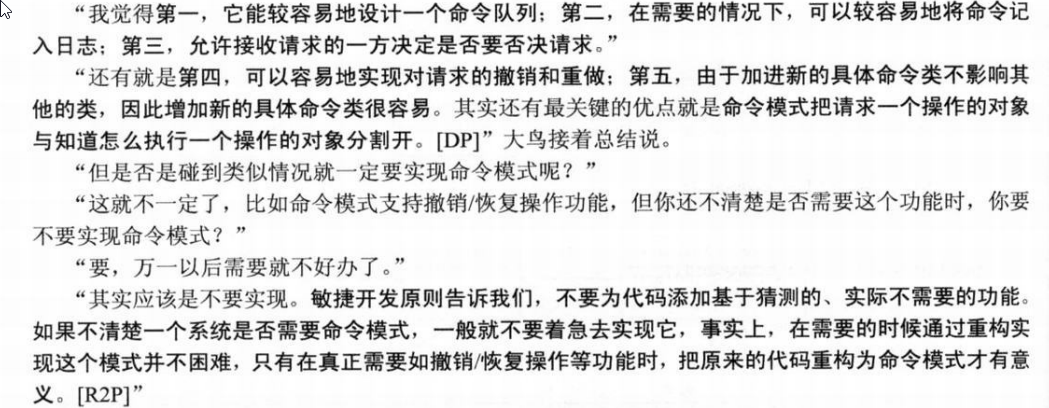 “我觉得第一，它能较容易地设计一个命令队列；第二，在需要的情况下，可以较容易地将命令记
入日志；第三，允许接收请求的一方决定是否要否决请求。”
“还有就是第四，可以容易地实现对请求的撤销和重做；第五，由于加进新的具体命令类不影响其
他的类，因此增加新的具体命令类很容易。其实还有最关键的优点就是命令模式把请求一个操作的对象
与知道怎么执行一个操作的对象分割开。[DP]”大鸟接着总结说。
“但是否是碰到类似情况就一定要实现命令模式呢？”
“这就不一定了，比如命令模式支持撤销/恢复操作功能，但你还不清楚是否需要这个功能时，你要
不要实现命令模式？”
“要，万一以后需要就不好办了。”
“其实应该是不要实现。敏捷开发原则告诉我们，不要为代码添加基于猜测的、实际不需要的功能。
如果不清楚一个系统是否需要命令模式，一般就不要着急去实现它，事实上，在需要的时候通过重构实
现这个模式并不困难，只有在真正需要如撤销/恢复操作等功能时，把原来的代码重构为命令模式才有意
义。[R2P]”